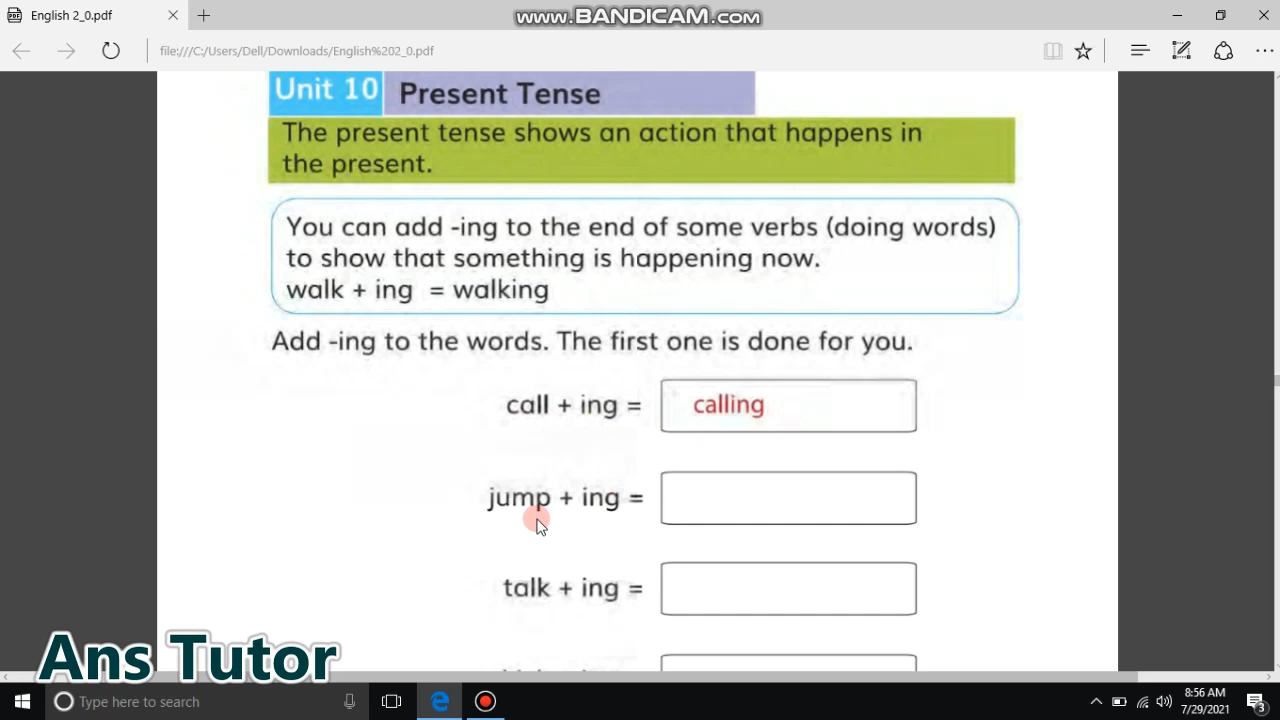 English 2_0.pdf
www.BANDICAM.com
file:///C:/Users/Dell/Downloads/English%202_0.pdf
Unit 10 Present Tense
The present tense shows an action that happens in
the present.
You can add -ing to the end of some verbs (doing words)
to show that something is happening now.
walk + ing = walking
Add -ing to the words. The first one is done for you.
call + ing = calling
jump + ing =
talk + ing =
Ans Tutor
Type here to search
8:56 AM
7/29/2021
3